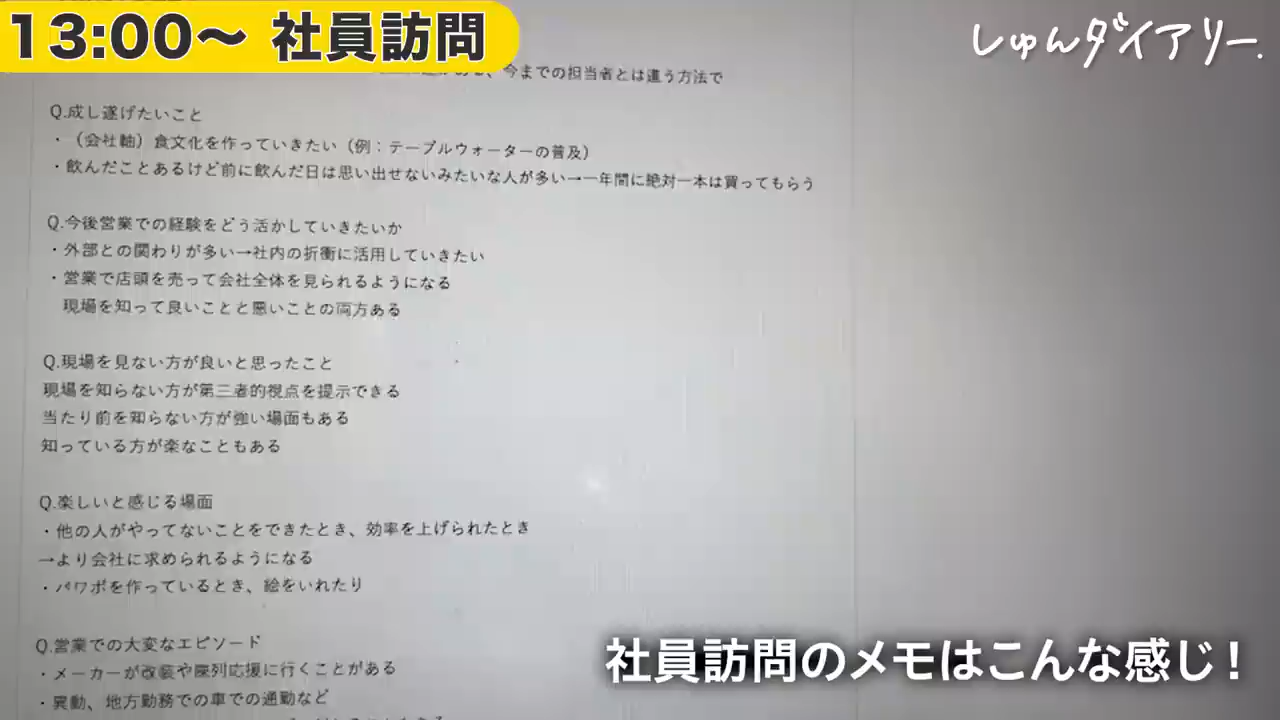 13:00〜 社員訪問
しゅんダイアリー.
、今までの担当者とは違う方法で
Q.成し遂げたいこと
・（会社軸）食文化を作っていきたい（例：テーブルウォーターの普及）
・飲んだことあるけど前に飲んだ日は思い出せないみたいな人が多い→一年間に絶対一本は買ってもらう
Q.今後営業での経験をどう活かしていきたいか
・外部との関わりが多い→社内の折衝に活用していきたい
・営業で店頭を売って会社全体を見られるようになる
現場を知って良いことと悪いことの両方ある
Q.現場を見ない方が良いと思ったこと
現場を知らない方が第三者的視点を提示できる
当たり前を知らない方が強い場面もある
知っている方が楽なこともある
Q.楽しいと感じる場面
・他の人がやってないことをできたとき、効率を上げられたとき
→より会社に求められるようになる
・パワポを作っているとき、絵をいれたり
Q.営業での大変なエピソード
・メーカーが改装や陳列応援に行くことがある
・異動、地方勤務での車での通勤など
社員訪問のメモはこんな感じ！